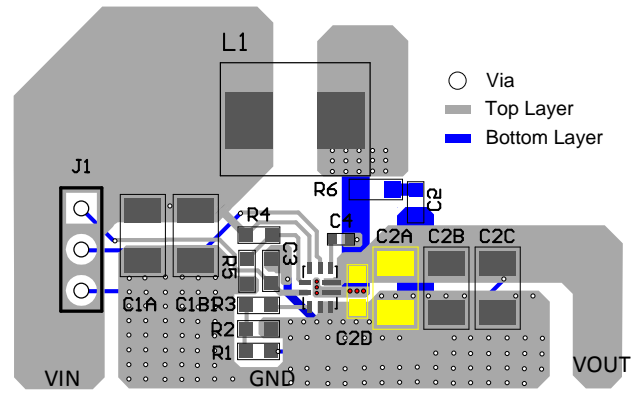 L1
Via
Top Layer
Bottom Layer
J1
R6
C5
R4
C4
C2A
C2B
C2C
C3
R5
C1A
C1B
R3
R2
C2D
R1
VIN
GND
VOUT